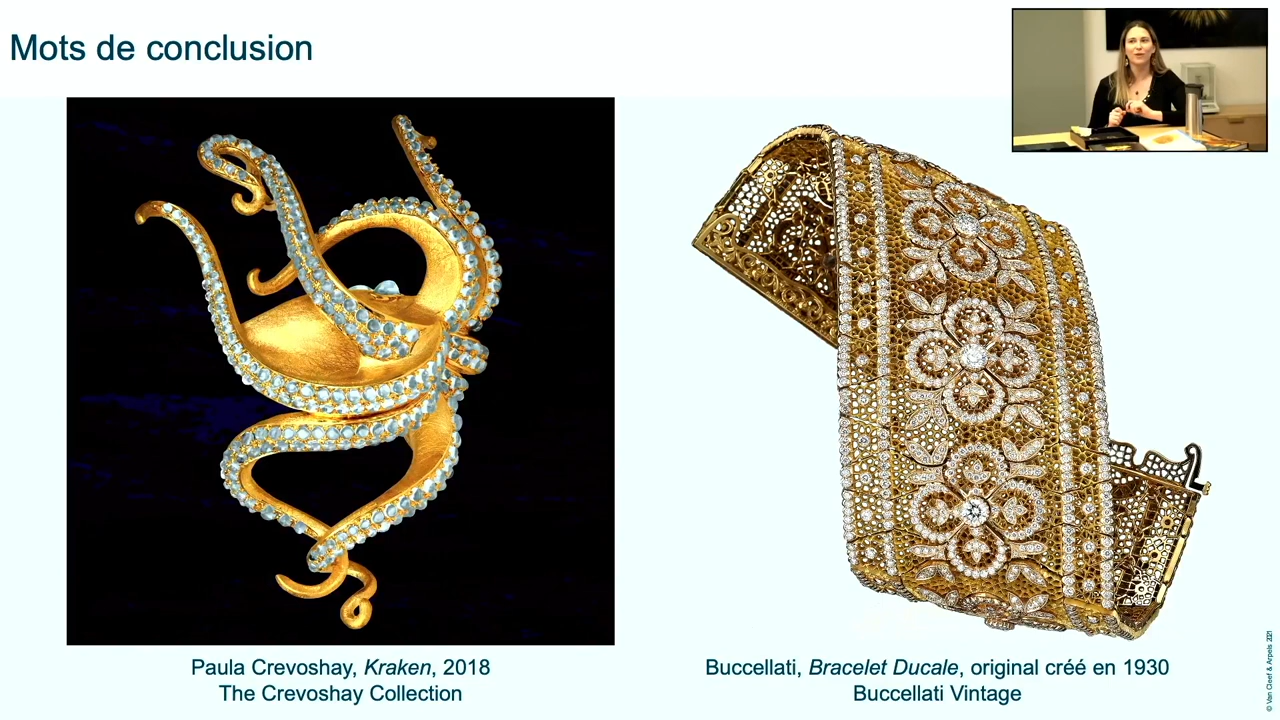 Mots de conclusion
Paula Crevoshay, Kraken, 2018
The Crevoshay Collection
Buccellati, Bracelet Ducale, original créé en 1930
Buccellati Vintage
© Van Cleef & Arpels 2021